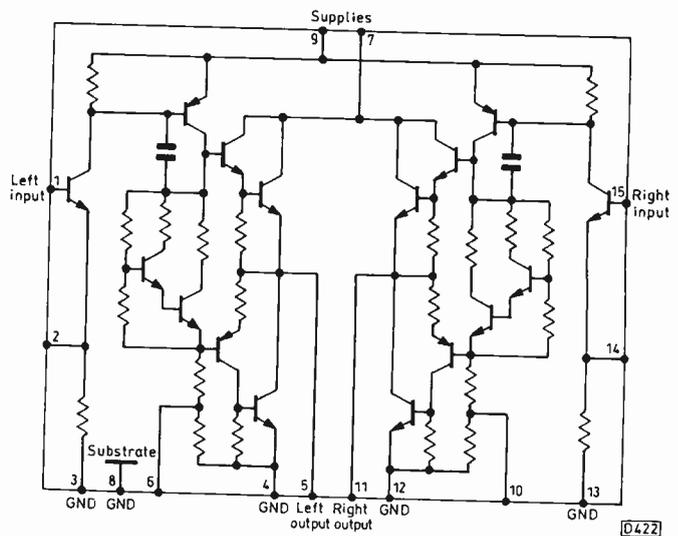 Supplies
9 7
Left
input
1
15
Right
input
2
14
Substrate
3 8 6 4 5 11 12 10 13
GND GND GND Left Right GND GND
output output
D422